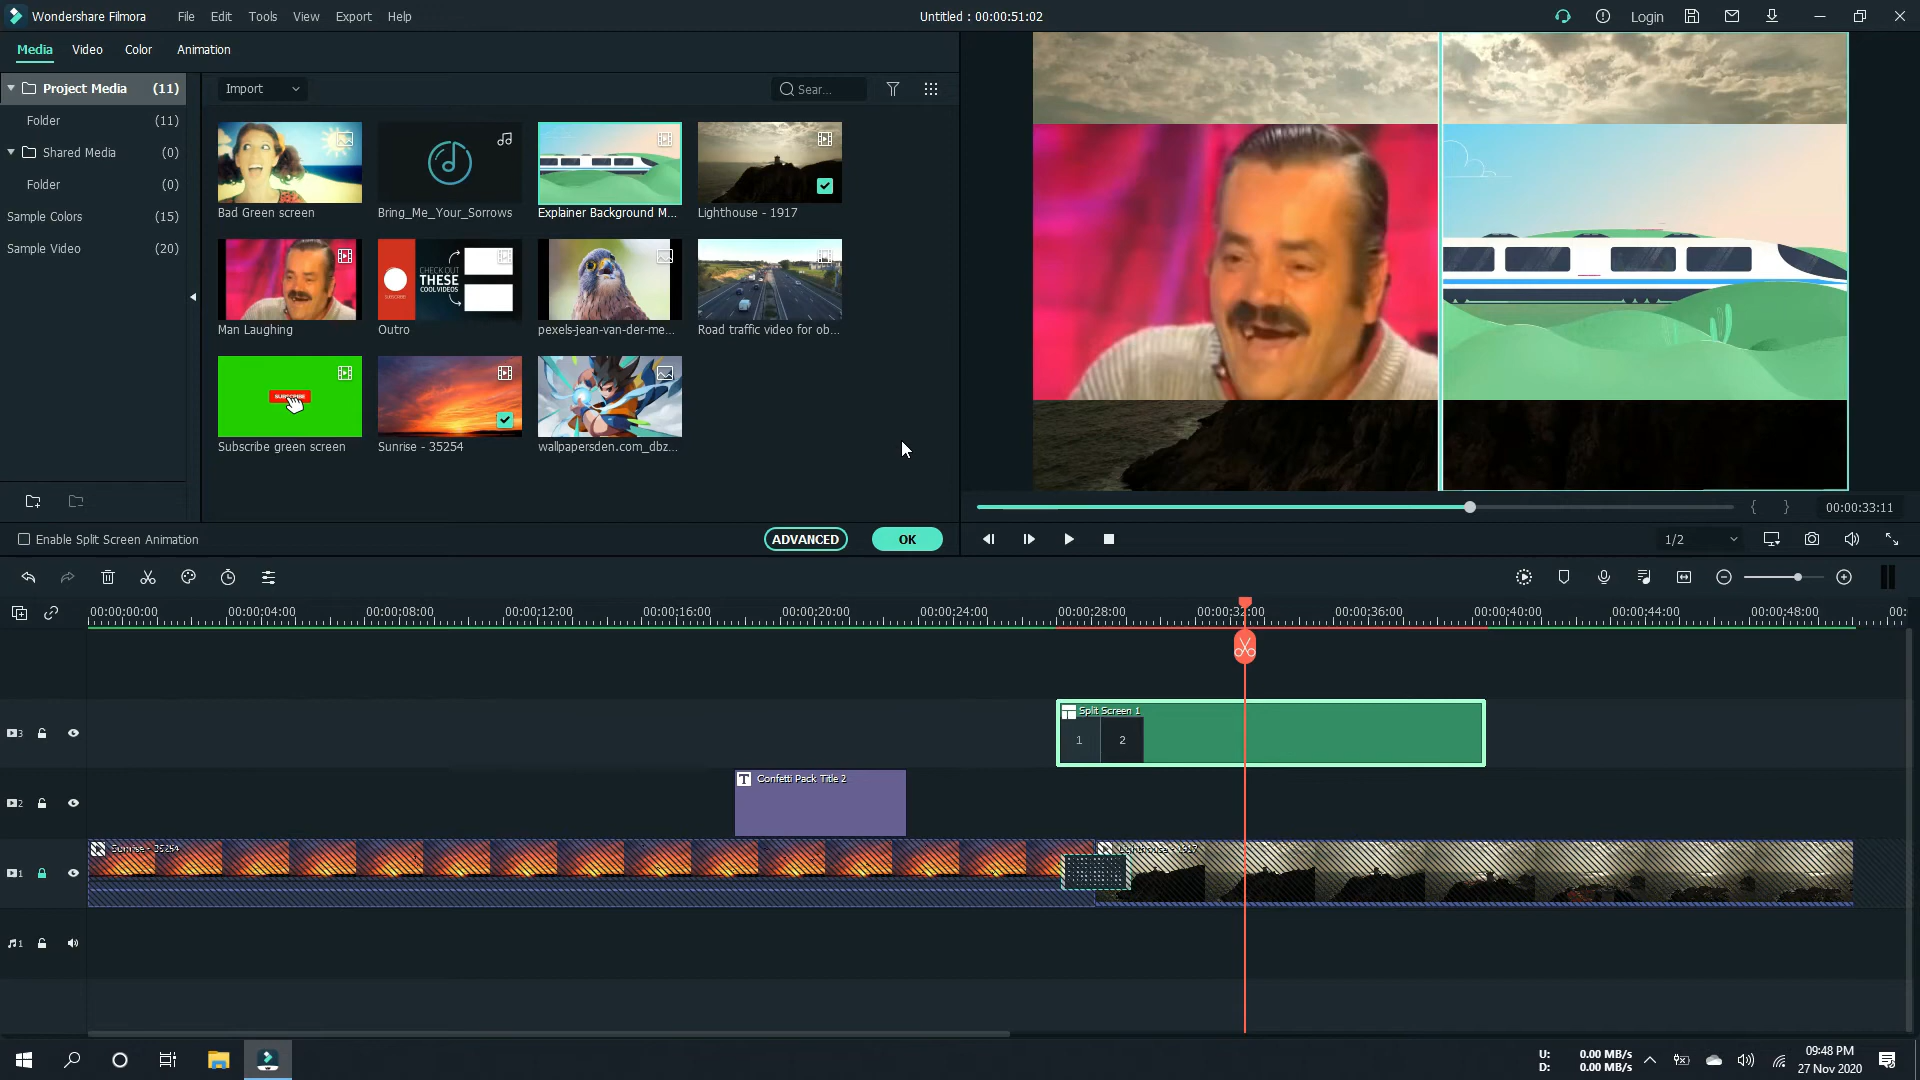 Wondershare Filmora File Edit Tools View Export Help Untitled : 00:00:51:02 Login
Media Video Color Animation
Project Media (11)
Folder (11)
Shared Media (0)
Folder (0)
Sample Colors (15)
Sample Video (20)
Import Sear...
Bad Green screen Bring_Me_Your_Sorrows Explainer Background M... Lighthouse - 1917
CHECK OUT
THESE
COOL VIDEOS
SUBSCRIBE
Man Laughing Outro pexels-jean-van-der-me... Road traffic video for ob...
SUBSCRIBE
Subscribe green screen Sunrise - 35254 wallpapersden.com_dbz...
Enable Split Screen Animation ADVANCED OK
{ } 00:00:33:11
1/2
00:00:00:00 00:00:04:00 00:00:08:00 00:00:12:00 00:00:16:00 00:00:20:00 00:00:24:00 00:00:28:00 00:00:32:00 00:00:36:00 00:00:40:00 00:00:44:00 00:00:48:00 00:
Split Screen 1
3 1 2
T Confetti Pack Title 2
2
Sunrise - 35254 Lighthouse - 1917
1
1
U: 0.00 MB/s
D: 0.00 MB/s
09:48 PM
27 Nov 2020